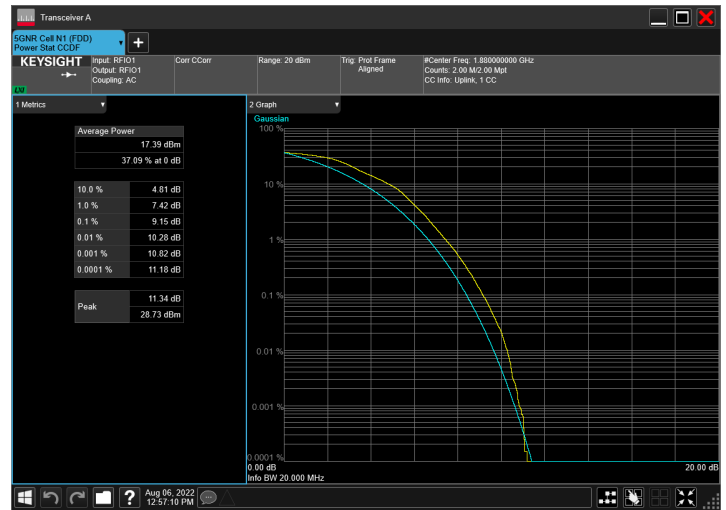 Transceiver A
5GNR Cell N1 (FDD)
Power Stat CCDF
KEYSIGHT
LXI
Input: RFIO1
Output: RFIO1
Coupling: AC
Corr CCorr
Range: 20 dBm
Trig: Prot Frame
Aligned
#Center Freq: 1.880000000 GHz
Counts: 2.00 M/2.00 Mpt
CC Info: Uplink, 1 CC
1 Metrics
Average Power
17.39 dBm
37.09 % at 0 dB
10.0 % 4.81 dB
1.0 % 7.42 dB
0.1 % 9.15 dB
0.01 % 10.28 dB
0.001 % 10.82 dB
0.0001 % 11.18 dB
Peak
11.34 dB
28.73 dBm
2 Graph
Gaussian
100 %
10 %
1 %
0.1 %
0.01 %
0.001 %
0.0001 %
0.00 dB 20.00 dB
Info BW 20.000 MHz
?
Aug 06, 2022
12:57:10 PM